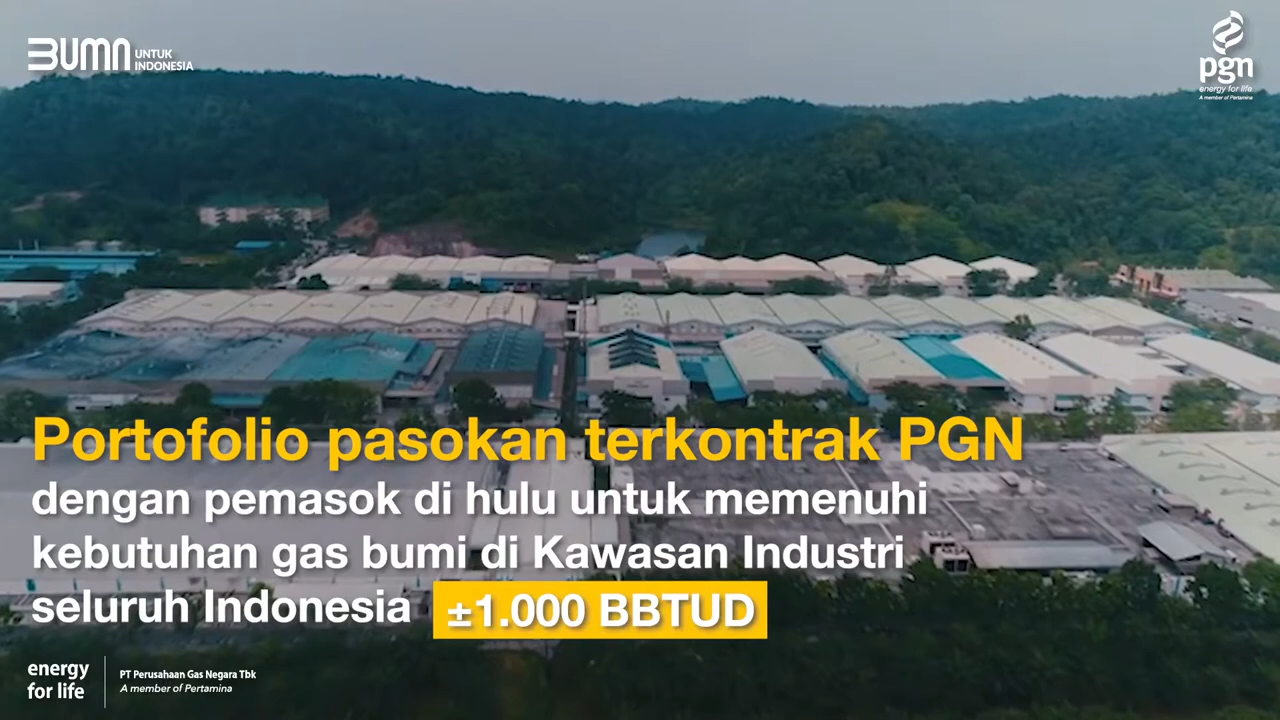 BUMN UNTUK
INDONESIA
pgn
energy for life
A member of Pertamina
Portofolio pasokan terkontrak PGN
dengan pemasok di hulu untuk memenuhi
kebutuhan gas bumi di Kawasan Industri
seluruh Indonesia ±1.000 BBTUD
energy
for life
PT Perusahaan Gas Negara Tbk
A member of Pertamina